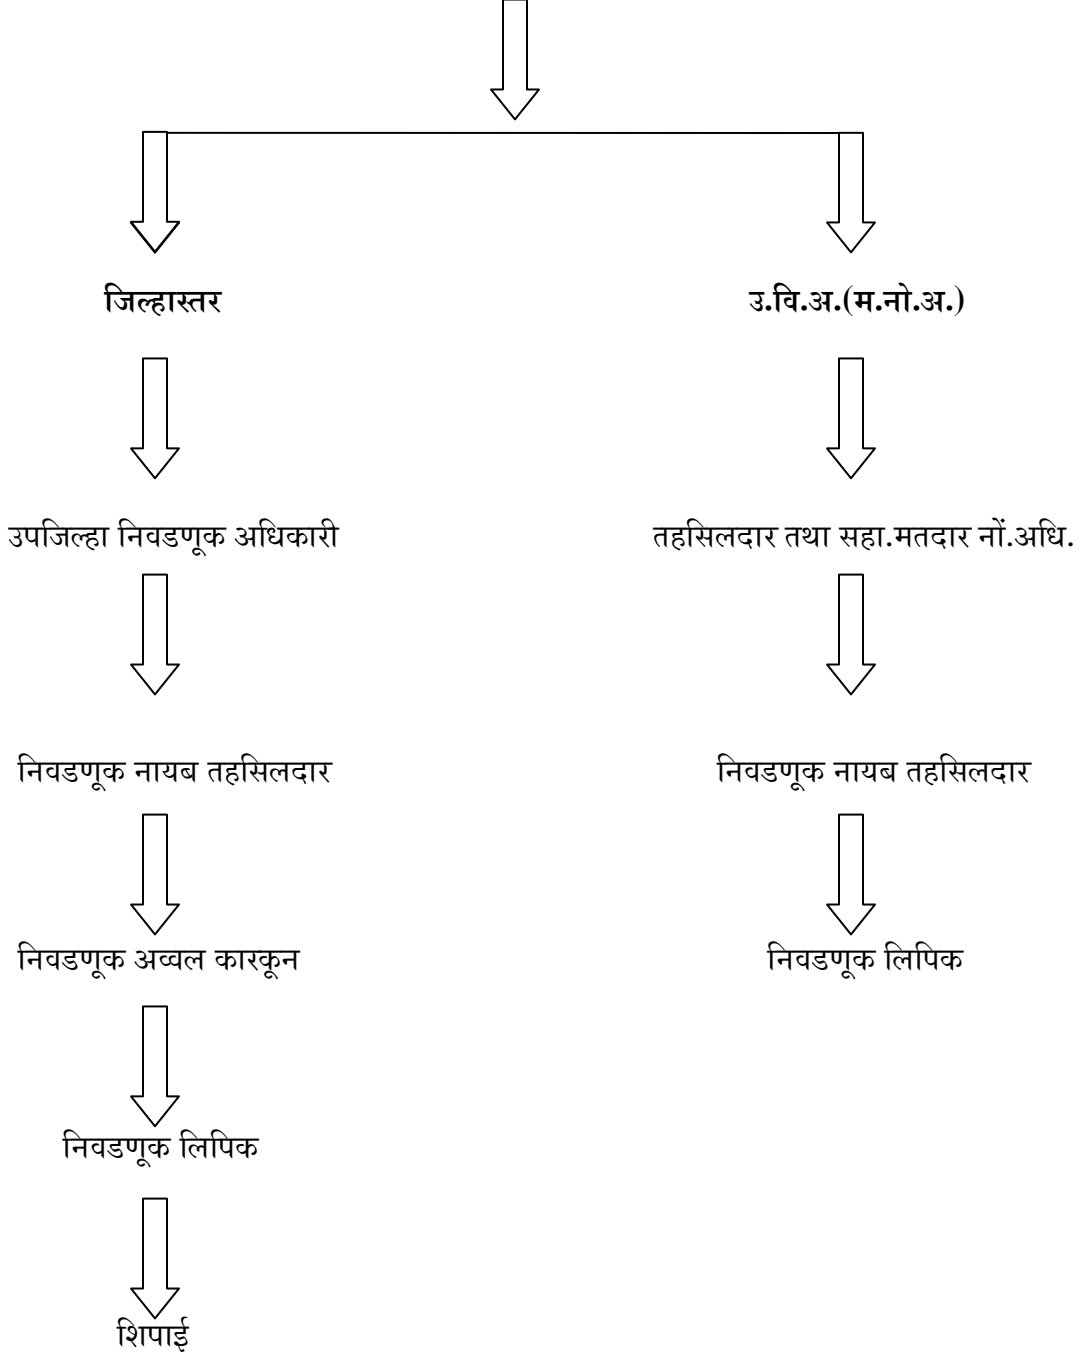 जिल्हास्तर
उ.वि.अ.(म.नो.अ.)
उपजिल्हा निवडणूक अधिकारी
तहसिलदार तथा सहा.मतदार नों.अधि.
निवडणूक नायब तहसिलदार
निवडणूक नायब तहसिलदार
निवडणूक अव्वल कारकून
निवडणूक लिपिक
निवडणूक लिपिक
शिपाई